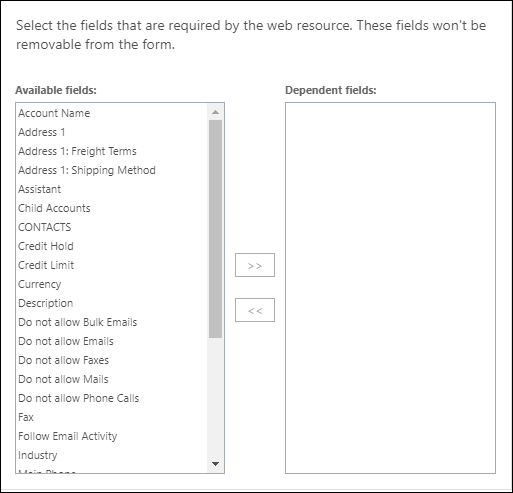 Select the fields that are required by the web resource. These fields won't be
removable from the form.
Available fields:
Dependent fields:
Account Name
Address 1
Address 1: Freight Terms
Address 1: Shipping Method
Assistant
Child Accounts
CONTACTS
Credit Hold
Credit Limit
Currency
Description
Do not allow Bulk Emails
Do not allow Emails
Do not allow Faxes
Do not allow Mails
Do not allow Phone Calls
Fax
Follow Email Activity
Industry
Main Phone
>>
<<